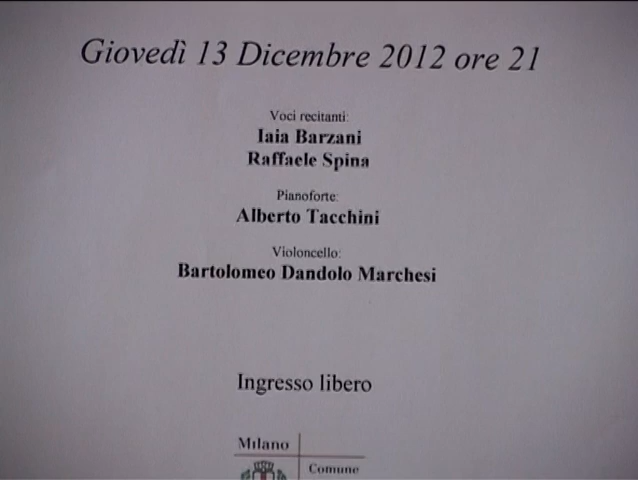 Giovedì 13 Dicembre 2012 ore 21
Voci recitanti:
Iaia Barzani
Raffaele Spina
Pianoforte:
Alberto Tacchini
Violoncello:
Bartolomeo Dandolo Marchesi
Ingresso libero
Milano
Comune